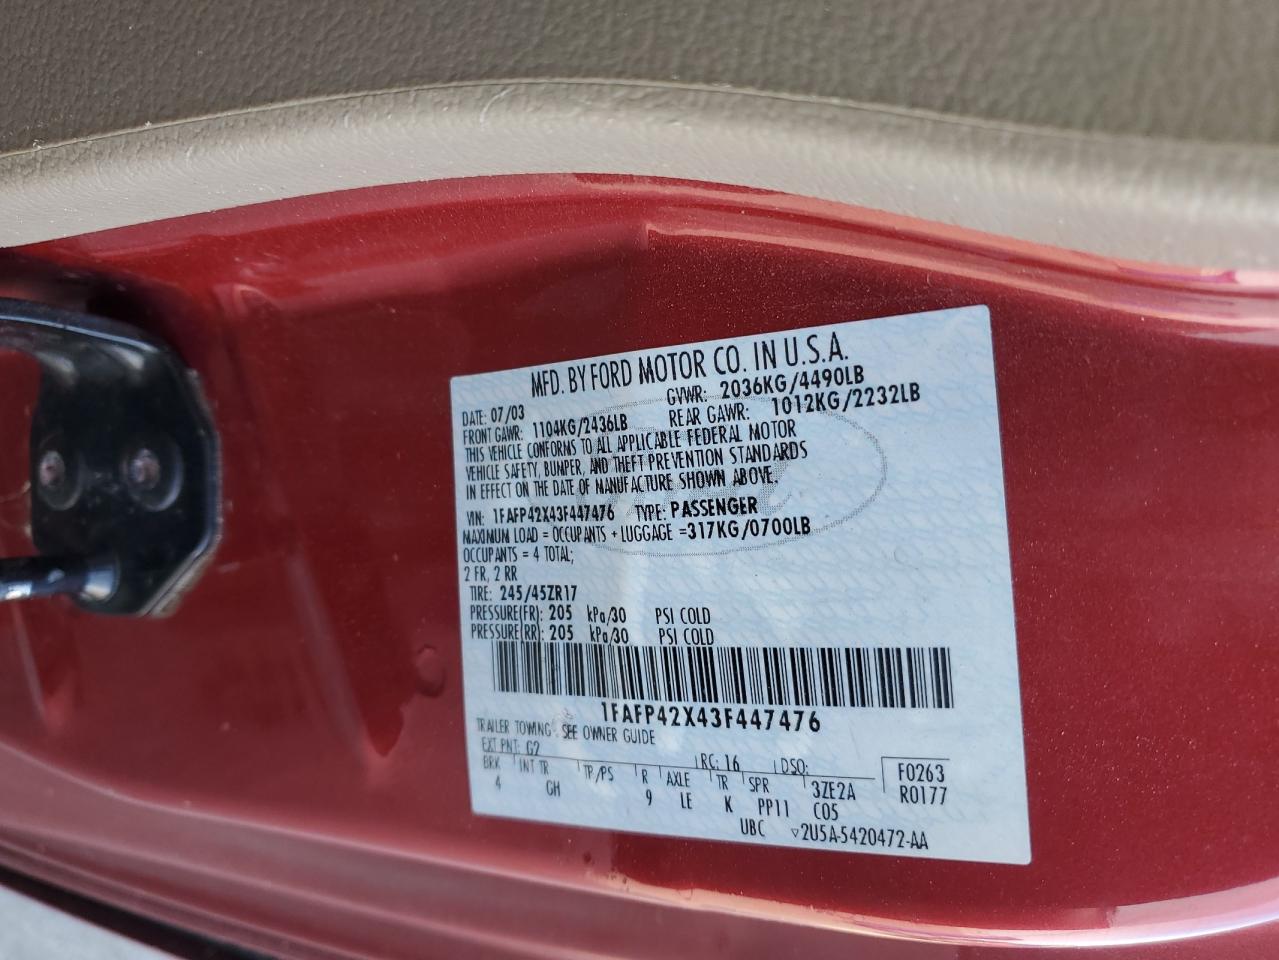 MFD. BY FORD MOTOR CO. IN U.S.A.
DATE: 07/03 GVWR: 2036KG/4490LB
FRONT GAWR: 1104KG/2436LB REAR GAWR: 1012KG/2232LB
THIS VEHICLE CONFORMS TO ALL APPLICABLE FEDERAL MOTOR
VEHICLE SAFETY, BUMPER, AND THEFT PREVENTION STANDARDS
IN EFFECT ON THE DATE OF MANUFACTURE SHOWN ABOVE.
VIN: 1FAFP42X43F447476 TYPE: PASSENGER
MAXIMUM LOAD = OCCUPANTS + LUGGAGE =317KG/0700LB
OCCUPANTS = 4 TOTAL;
2 FR, 2 RR
TIRE: 245/45ZR17
PRESSURE(FR): 205 kPa/30 PSI COLD
PRESSURE(RR): 205 kPa/30 PSI COLD
1FAFP42X43F447476
TRAILER TOWING - SEE OWNER GUIDE
EXT PNT: G2 RC: 16 DSO: F0263
BRK INT TR TP/PS R AXLE TR SPR 3ZE2A R0177
4 GH 9 LE K PP11 C05
UBC ▽2U5A-5420472-AA